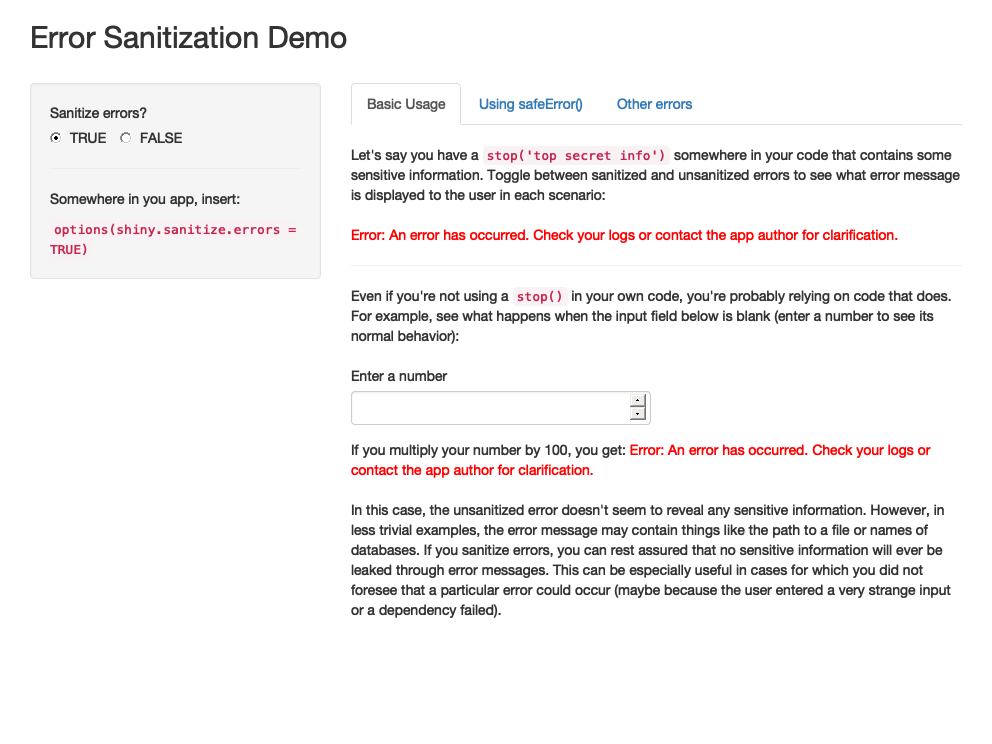 Error Sanitization Demo
Sanitize errors?
TRUE FALSE
Somewhere in you app, insert:
options(shiny.sanitize.errors =
TRUE)
Basic Usage Using safeError() Other errors
Let's say you have a stop('top secret info') somewhere in your code that contains some
sensitive information. Toggle between sanitized and unsanitized errors to see what error message
is displayed to the user in each scenario:
Error: An error has occurred. Check your logs or contact the app author for clarification.
Even if you're not using a stop() in your own code, you're probably relying on code that does.
For example, see what happens when the input field below is blank (enter a number to see its
normal behavior):
Enter a number
If you multiply your number by 100, you get: Error: An error has occurred. Check your logs or
contact the app author for clarification.
In this case, the unsanitized error doesn't seem to reveal any sensitive information. However, in
less trivial examples, the error message may contain things like the path to a file or names of
databases. If you sanitize errors, you can rest assured that no sensitive information will ever be
leaked through error messages. This can be especially useful in cases for which you did not
foresee that a particular error could occur (maybe because the user entered a very strange input
or a dependency failed).